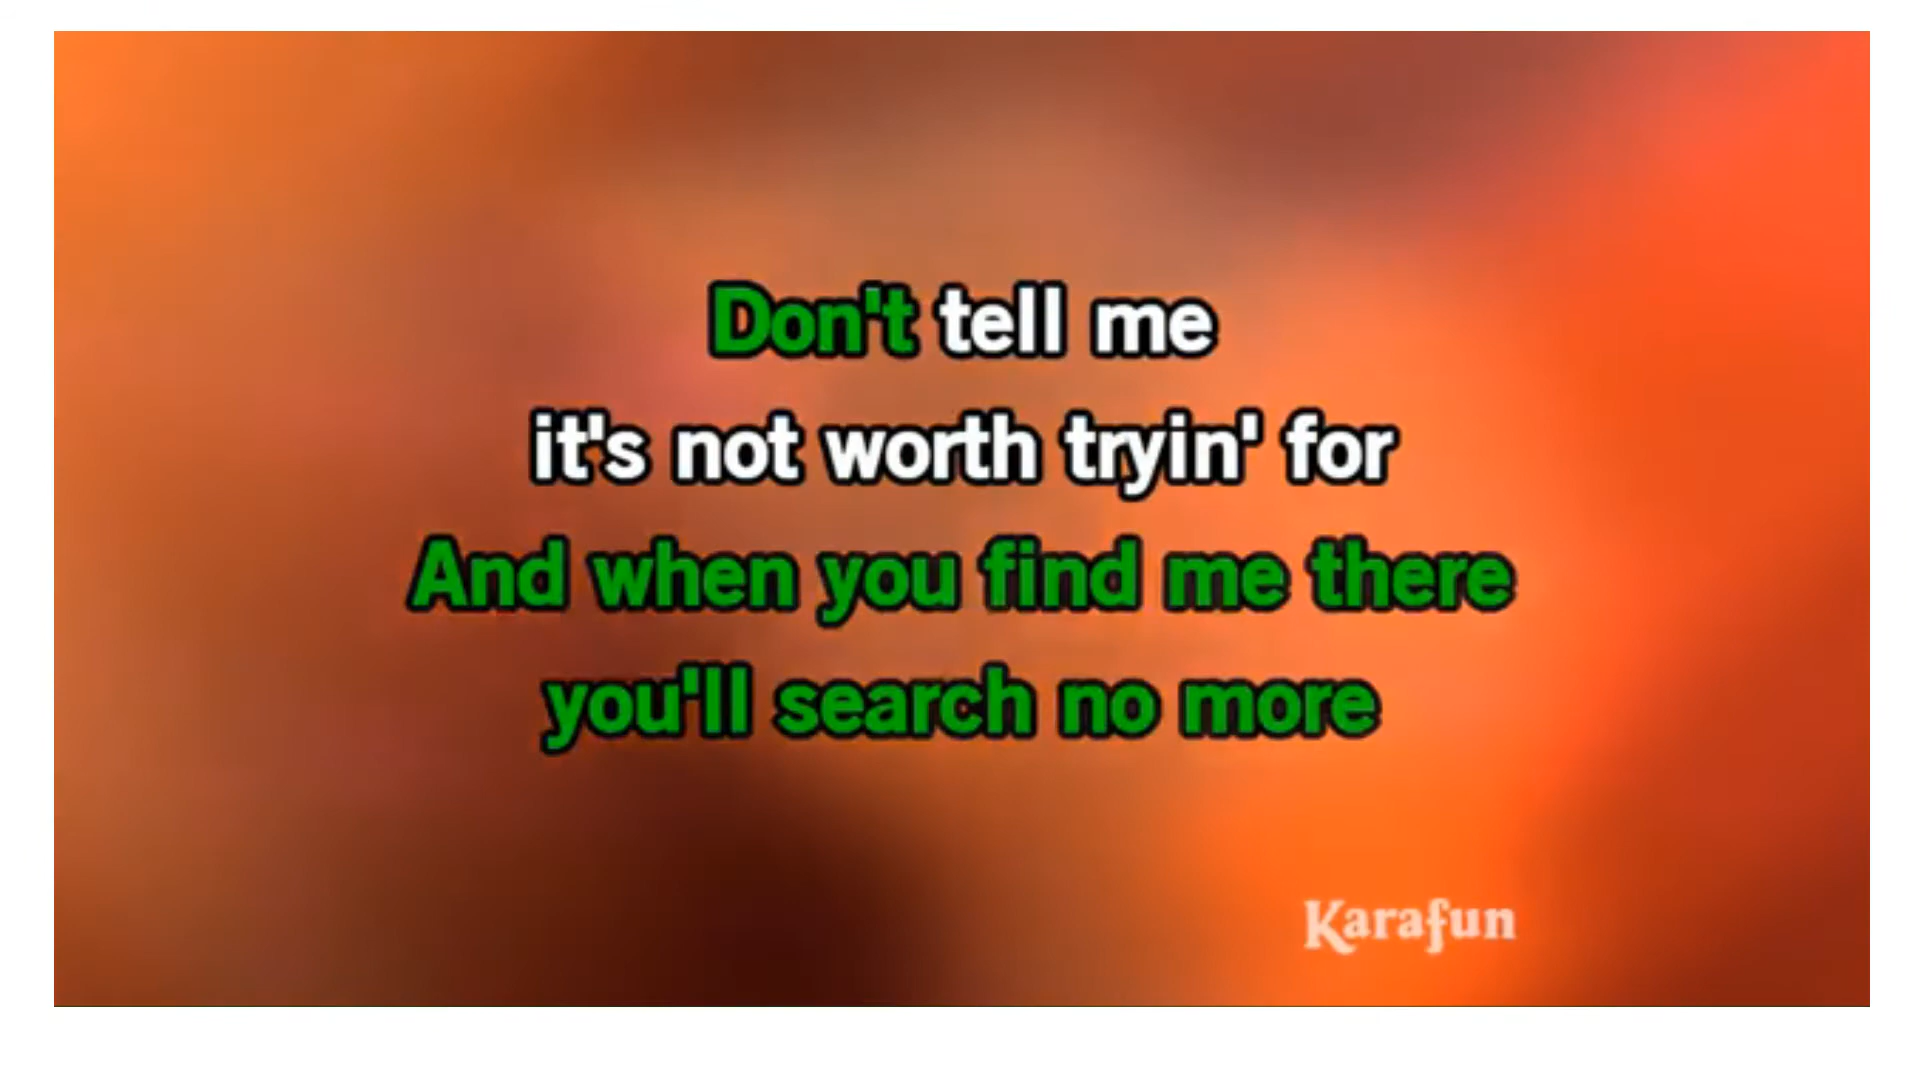 Don't tell me
it's not worth tryin' for
And when you find me there
you'll search no more
Karafun